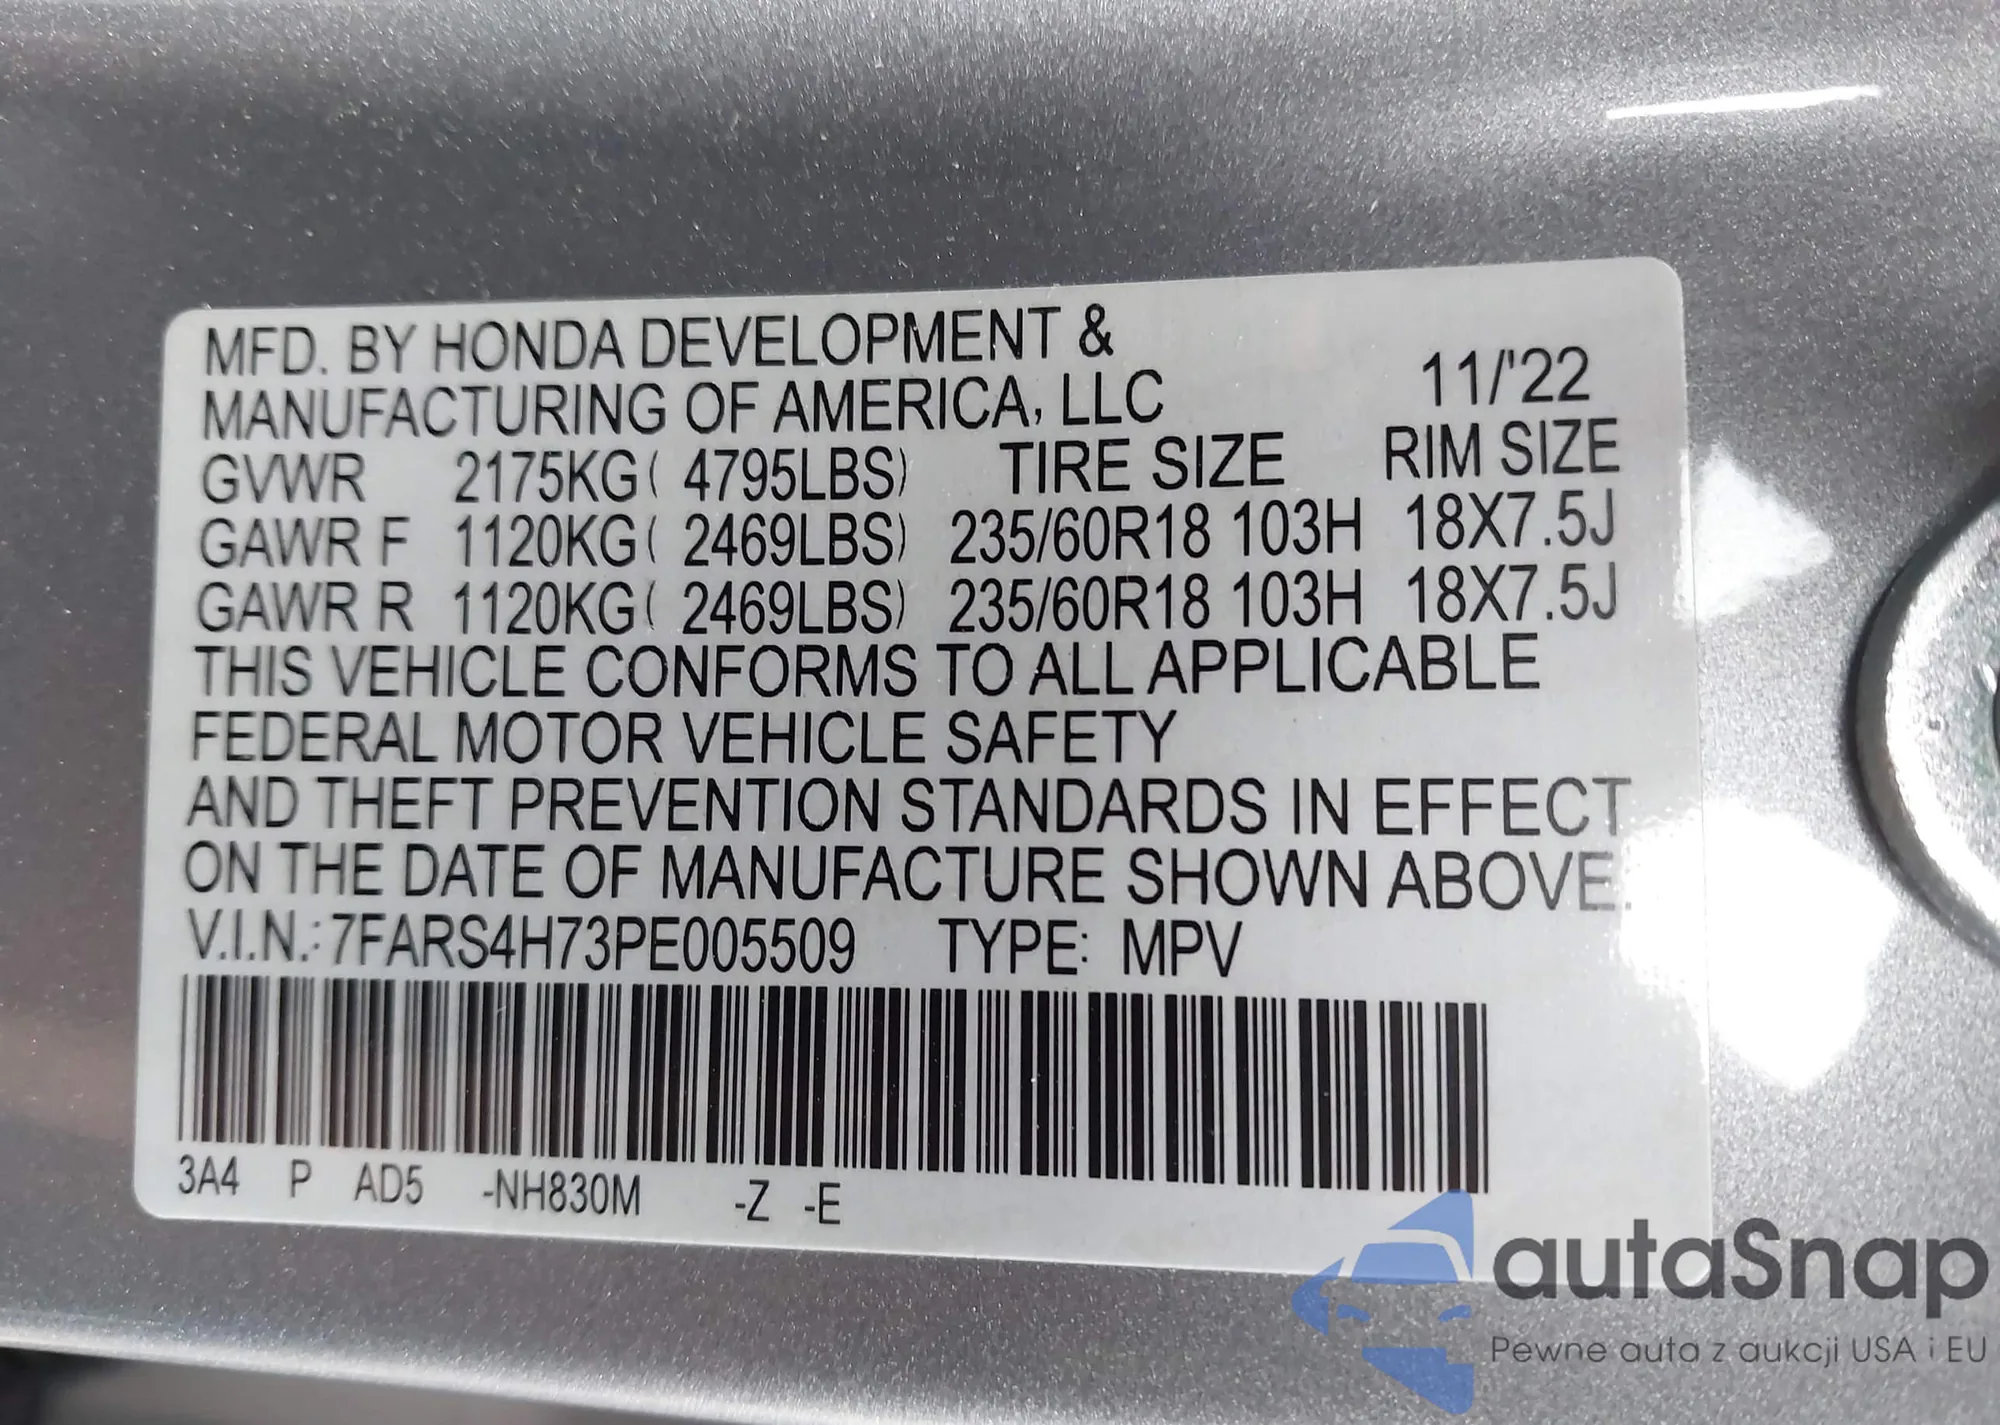 MFD. BY HONDA DEVELOPMENT &
MANUFACTURING OF AMERICA, LLC 11/'22
GVWR 2175KG( 4795LBS) TIRE SIZE RIM SIZE
GAWR F 1120KG( 2469LBS) 235/60R18 103H 18X7.5J
GAWR R 1120KG( 2469LBS) 235/60R18 103H 18X7.5J
THIS VEHICLE CONFORMS TO ALL APPLICABLE
FEDERAL MOTOR VEHICLE SAFETY
AND THEFT PREVENTION STANDARDS IN EFFECT
ON THE DATE OF MANUFACTURE SHOWN ABOVE.
V.I.N.: 7FARS4H73PE005509 TYPE: MPV
3A4 P AD5 -NH830M -Z -E
autaSnap
Pewne auta z aukcji USA i EU